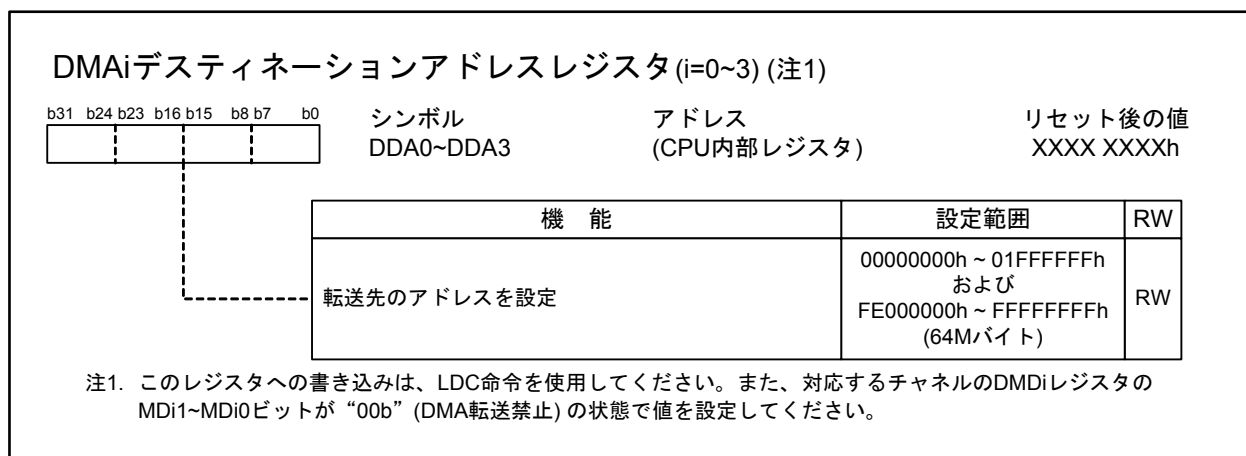 DMAiデスティネーションアドレスレジスタ(i=0~3) (注1)
b31 b24 b23 b16 b15 b8 b7 b0
シンボル アドレス リセット後の値
DDA0~DDA3 (CPU内部レジスタ) XXXX XXXXh
機 能 設定範囲 RW
転送先のアドレスを設定
00000000h ~ 01FFFFFFh
および
FE000000h ~ FFFFFFFFh
(64Mバイト)
RW
注1. このレジスタへの書き込みは、LDC命令を使用してください。また、対応するチャネルのDMDiレジスタの
MDi1~MDi0ビットが“00b”(DMA転送禁止) の状態で値を設定してください。